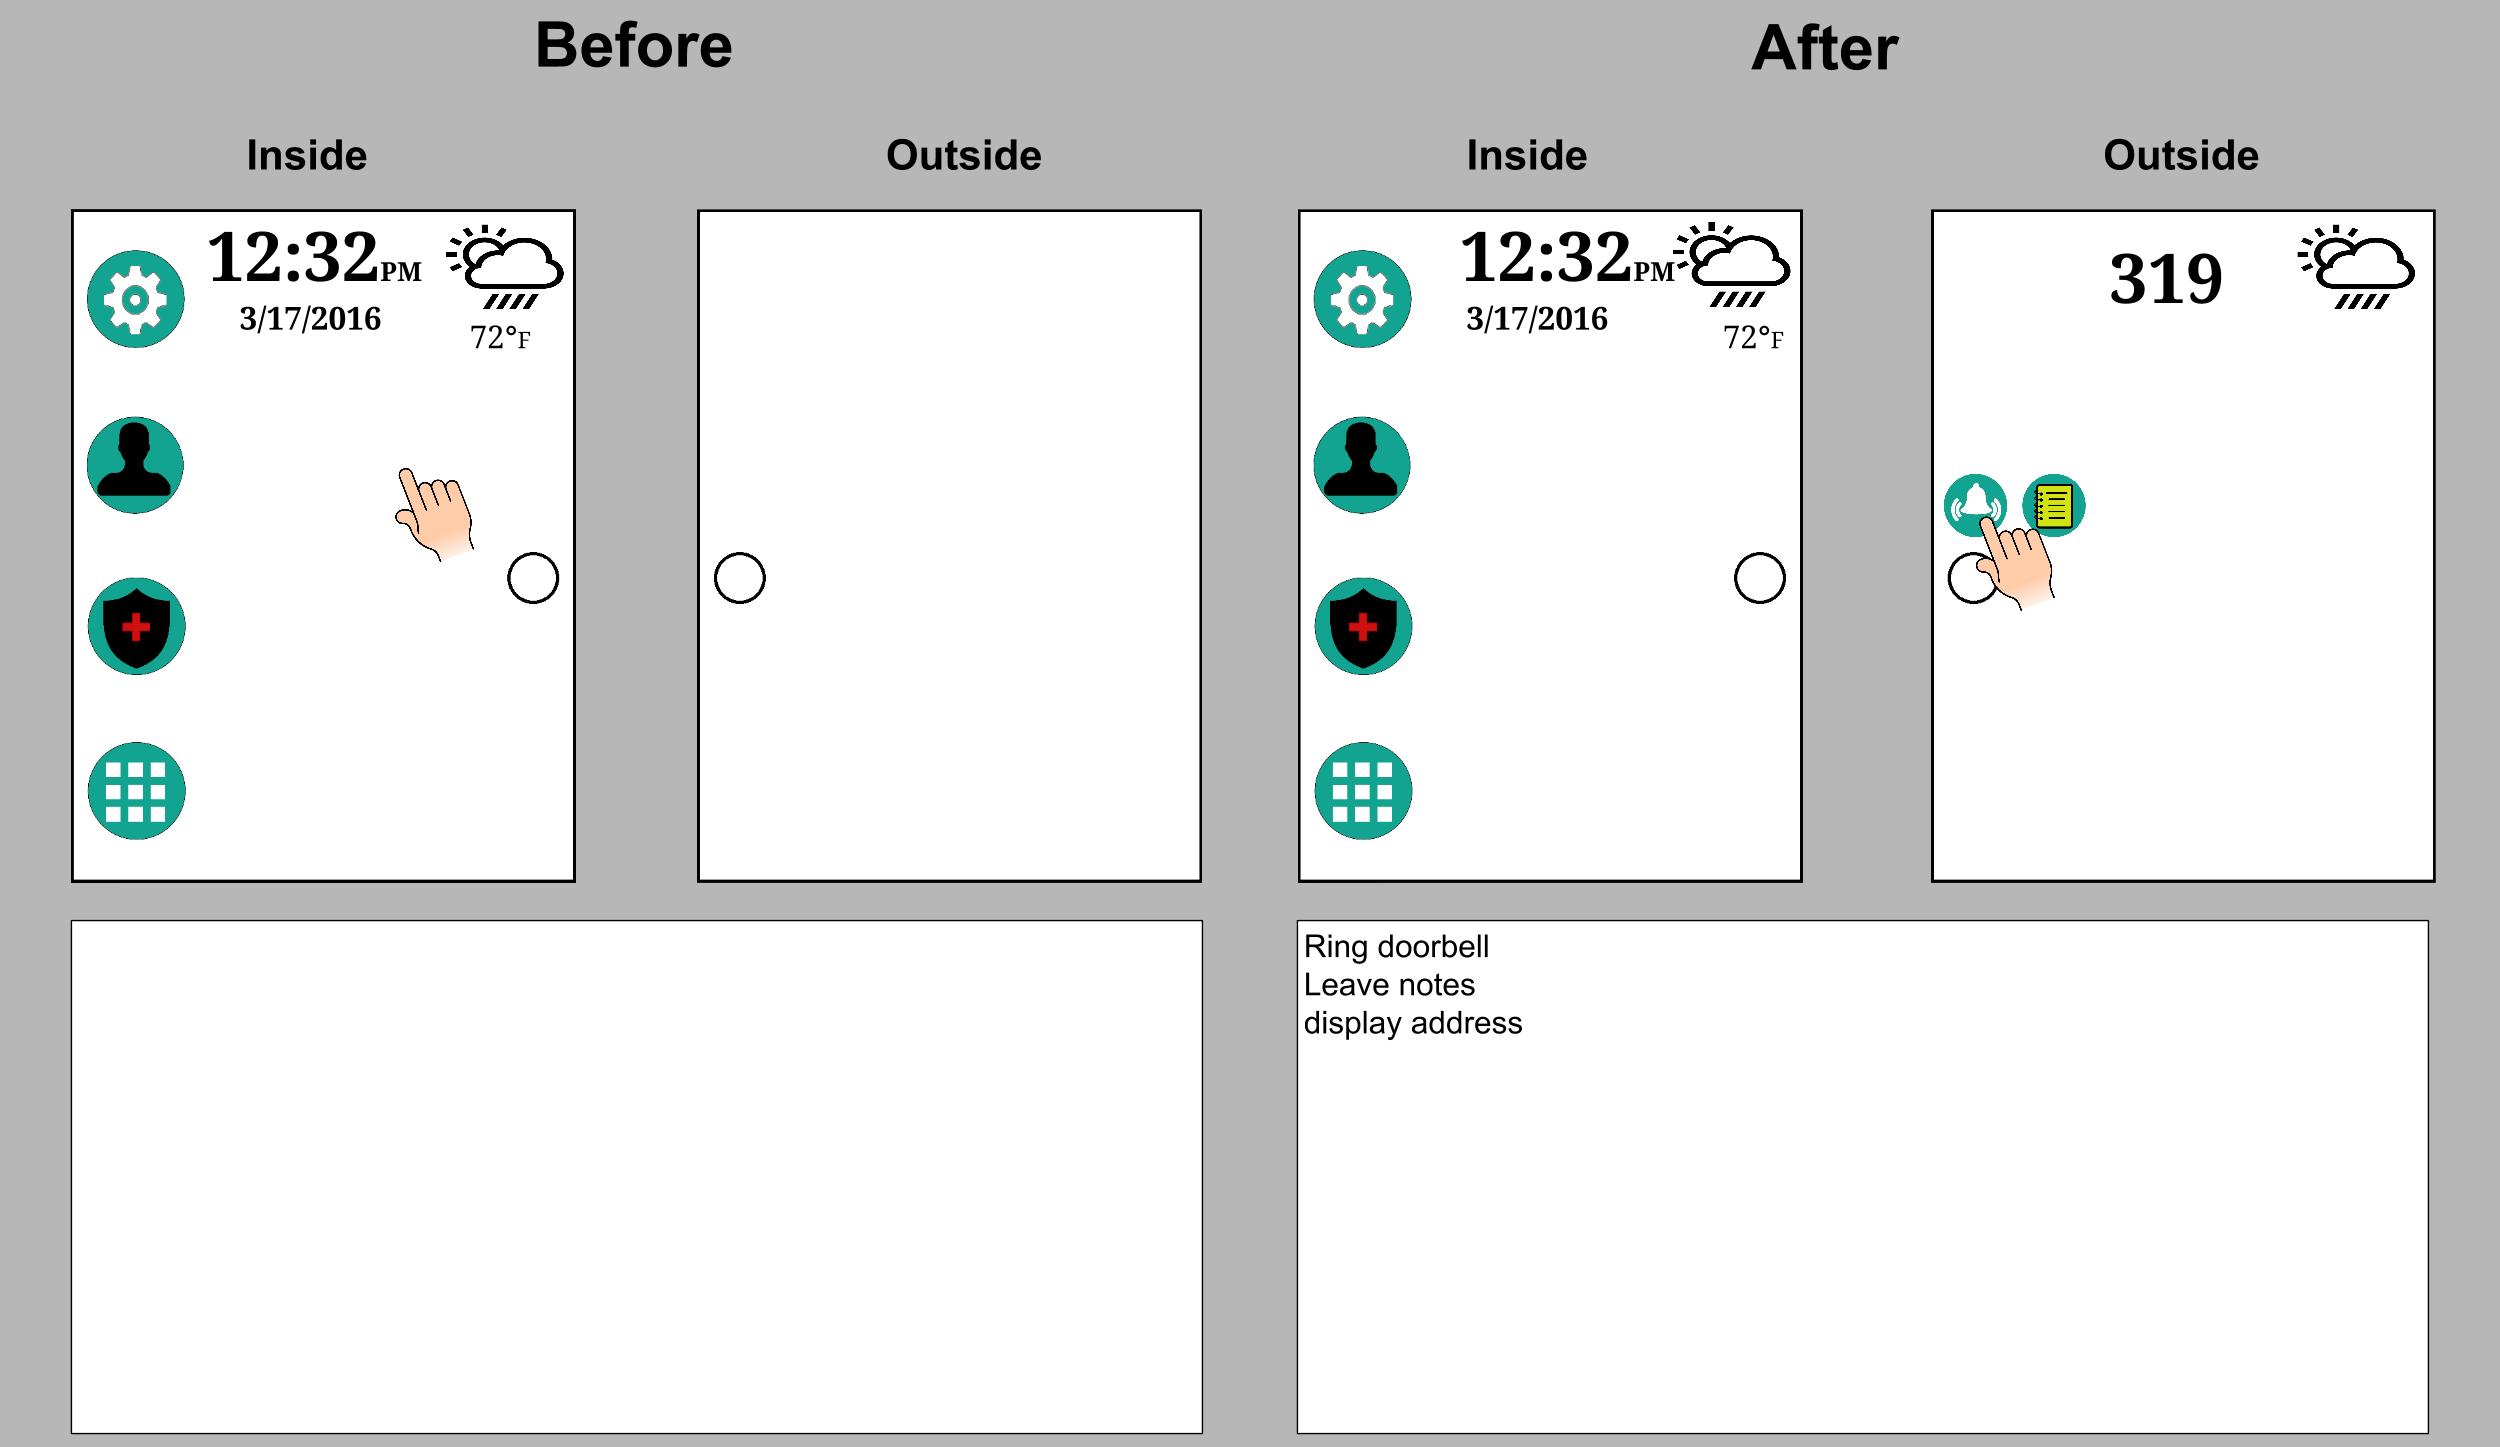 Before
After
Inside
Outside
Inside
Outside
12:32PM
3/17/2016
72°F
12:32PM
3/17/2016
72°F
319
Ring doorbell
Leave notes
display address